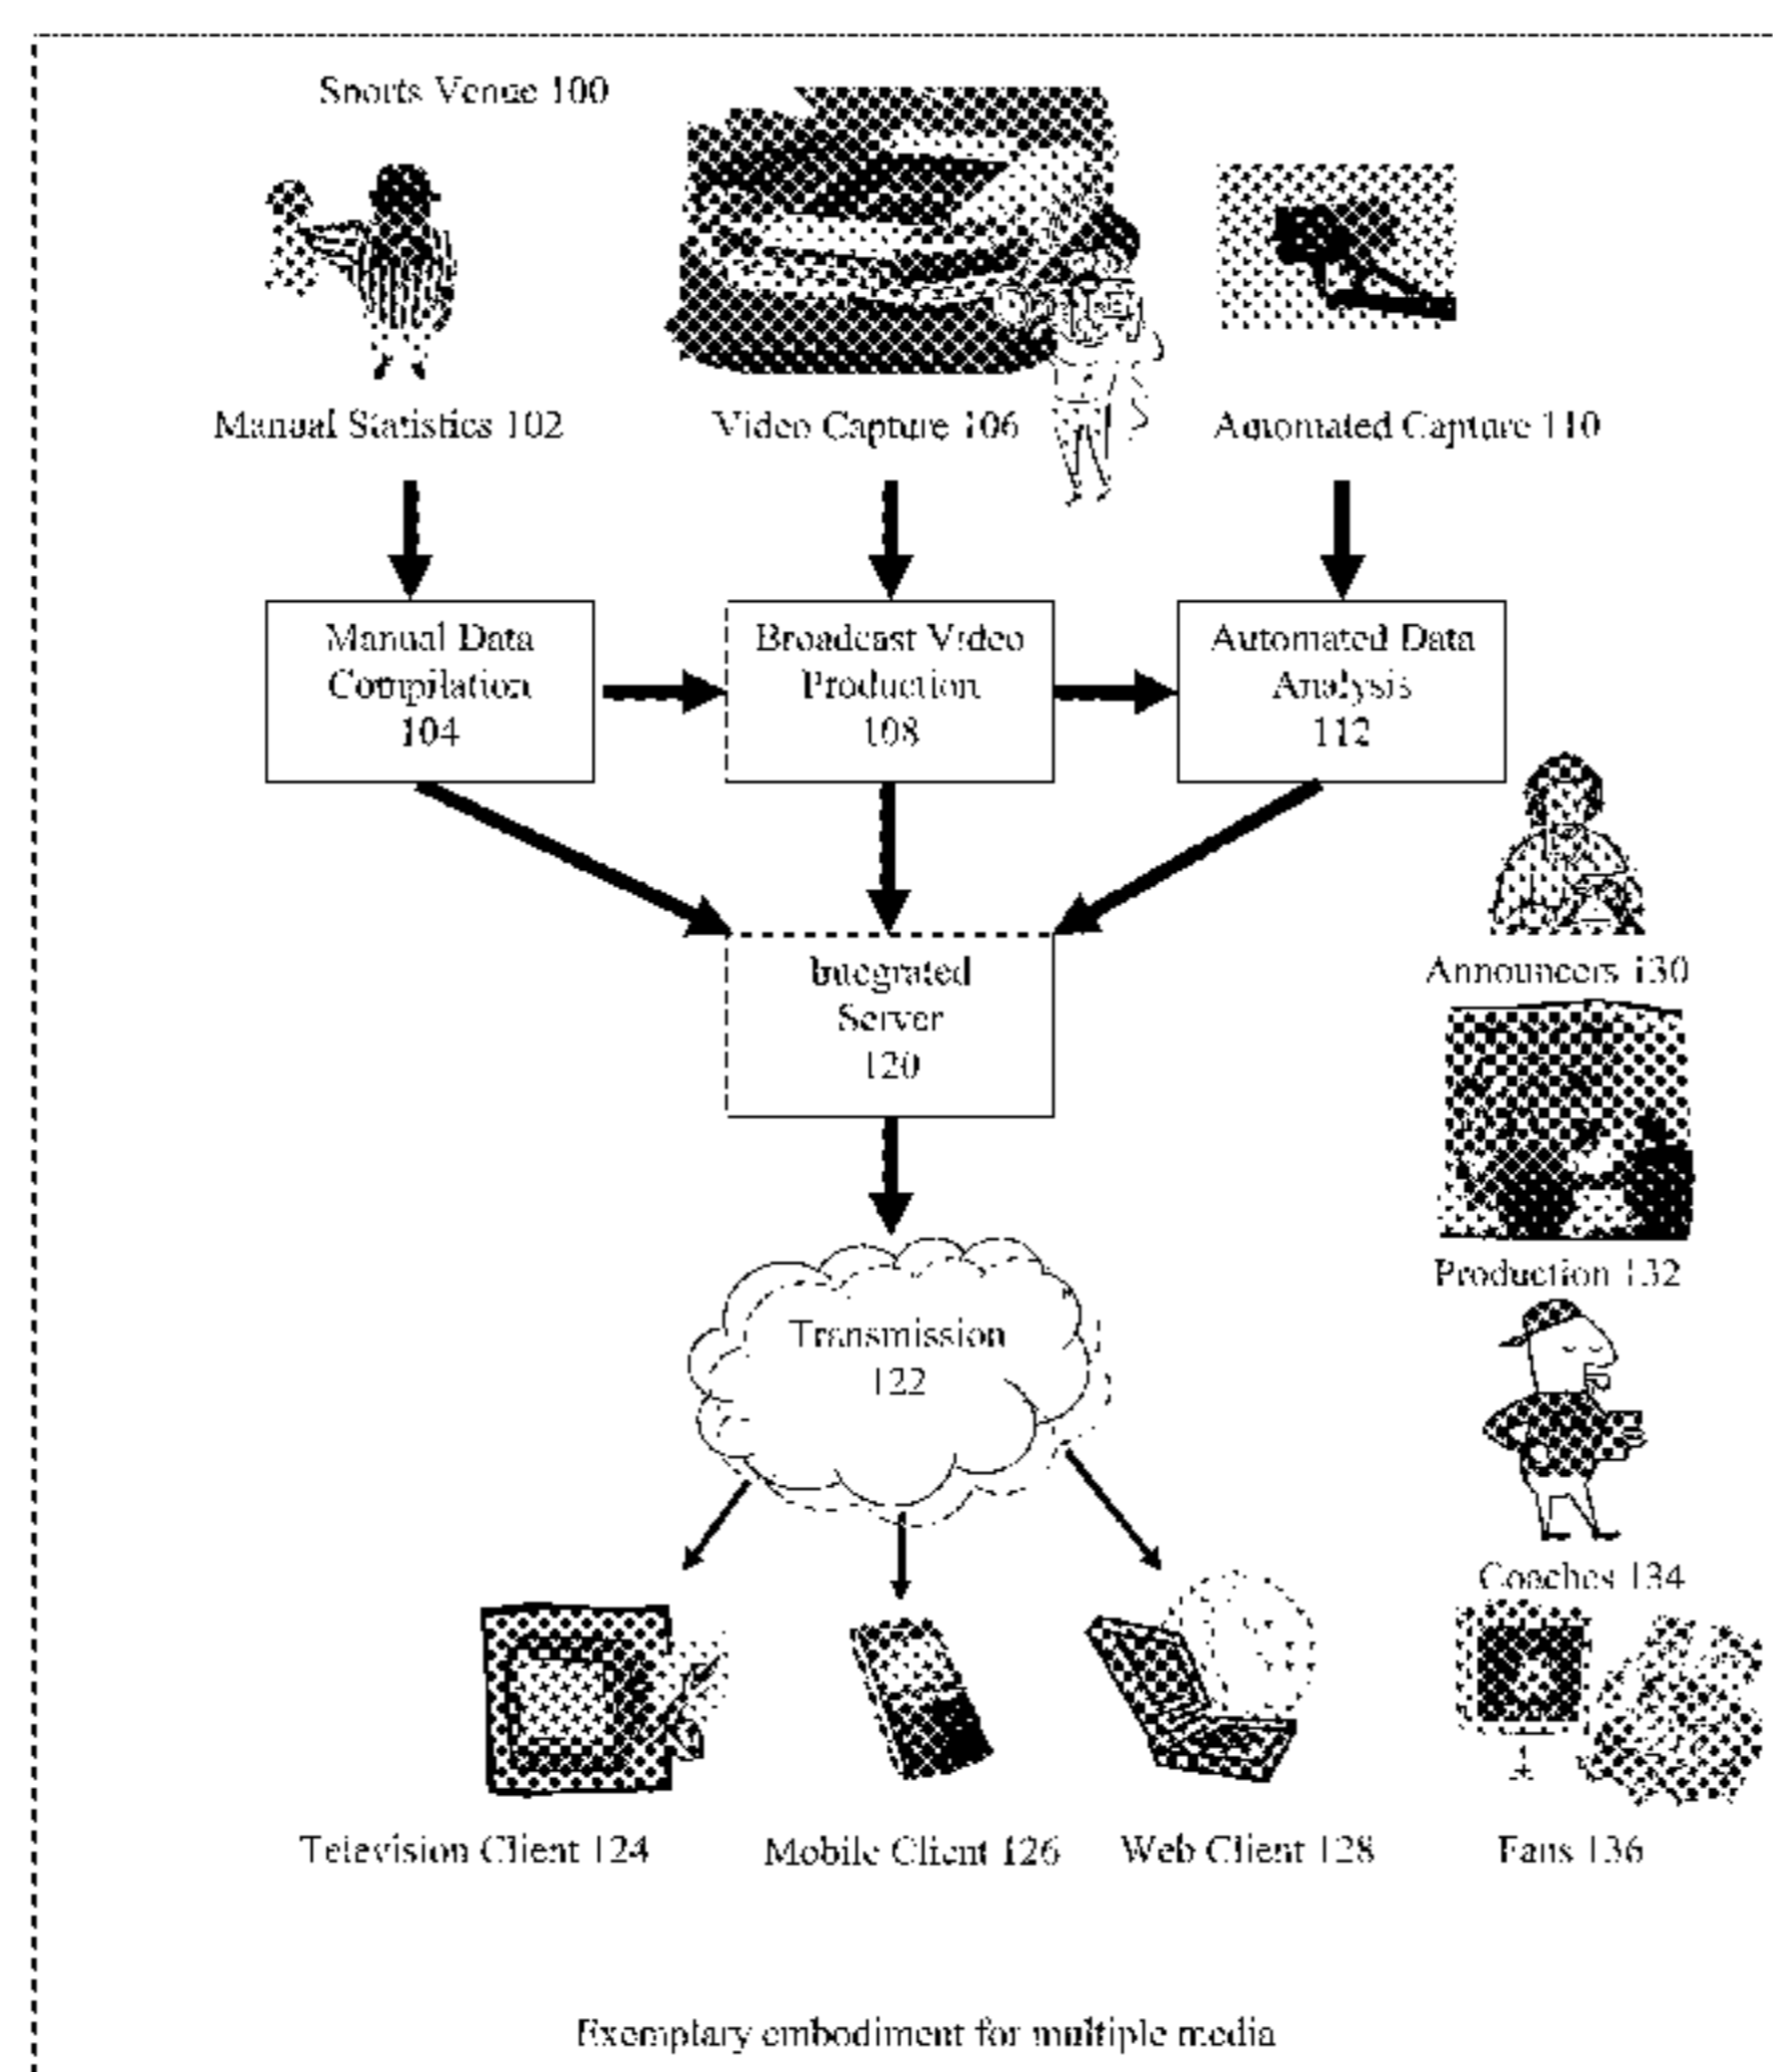 Sports Venue 100
Manual Statistics 102
Video Capture 106
Automated Capture 110
Manual Data
Compilation
104
Broadcast Video
Production
108
Automated Data
Analysis
112
Integrated
Server
120
Announcers 130
Production 132
Transmission
122
Coaches 134
Television Client 124
Mobile Client 126
Web Client 128
Fans 136
Exemplary embodiment for multiple media